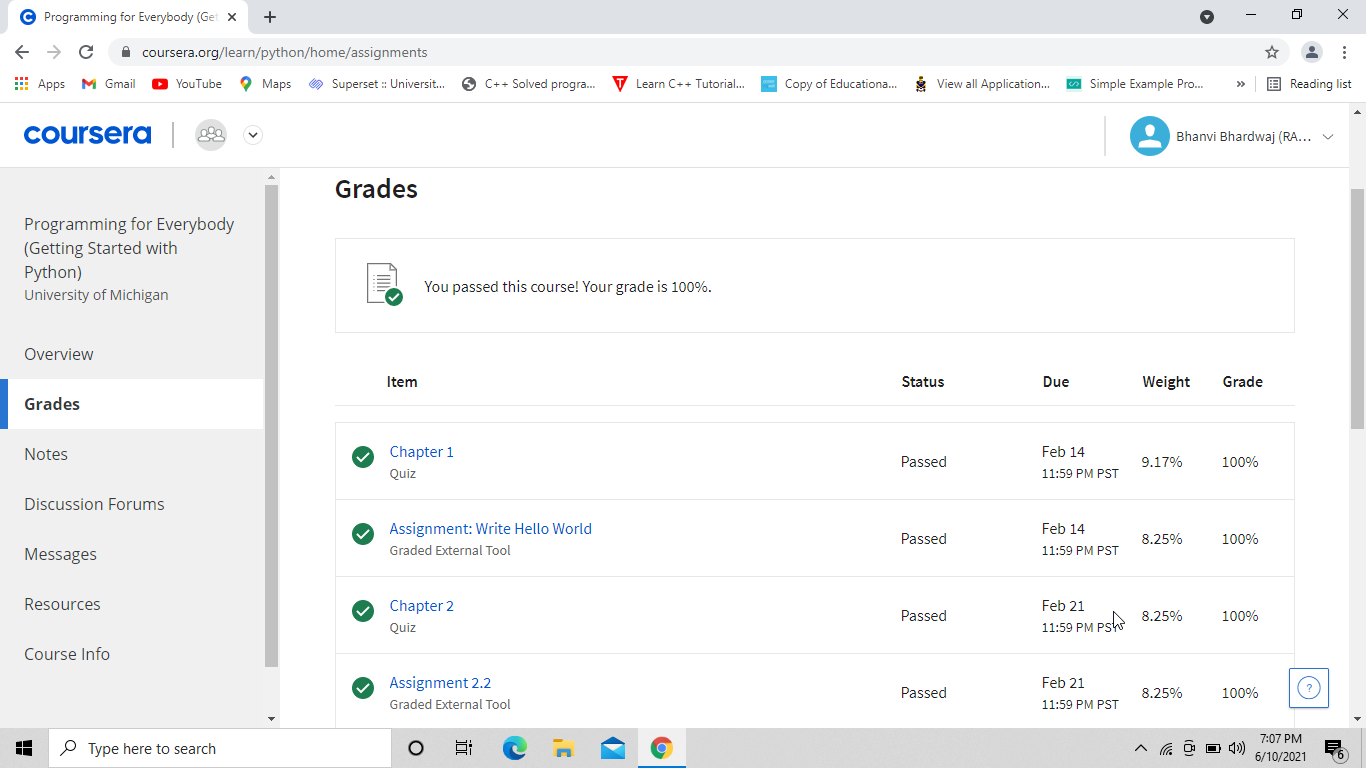 Programming for Everybody (Get
coursera.org/learn/python/home/assignments
Apps Gmail YouTube Maps Superset :: Universit... C++ Solved progra... Learn C++ Tutorial... Copy of Educationa... View all Application... Simple Example Pro... » Reading list
coursera
Bhanvi Bhardwaj (RA...
Programming for Everybody
(Getting Started with
Python)
University of Michigan
Overview
Grades
Notes
Discussion Forums
Messages
Resources
Course Info
Grades
You passed this course! Your grade is 100%.
Item Status Due Weight Grade
Chapter 1
Quiz
Passed
Feb 14
11:59 PM PST
9.17%
100%
Assignment: Write Hello World
Graded External Tool
Passed
Feb 14
11:59 PM PST
8.25%
100%
Chapter 2
Quiz
Passed
Feb 21
11:59 PM PST
8.25%
100%
Assignment 2.2
Graded External Tool
Passed
Feb 21
11:59 PM PST
8.25%
100%
?
Type here to search
7:07 PM
6/10/2021
6